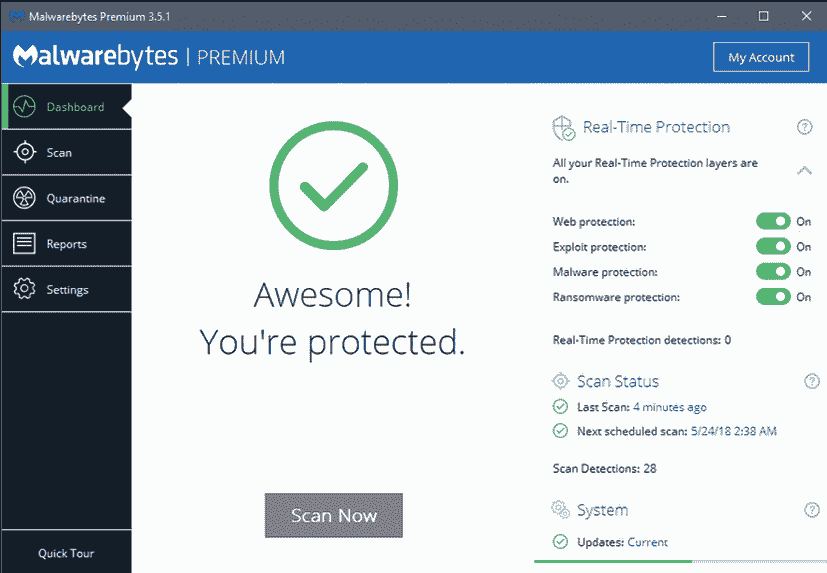 Malwarebytes Premium 3.5.1
Malwarebytes | PREMIUM
My Account
Dashboard
Scan
Quarantine
Reports
Settings
Quick Tour
Awesome!
You're protected.
Scan Now
Real-Time Protection
All your Real-Time Protection layers are
on.
Web protection: On
Exploit protection: On
Malware protection: On
Ransomware protection: On
Real-Time Protection detections: 0
Scan Status
Last Scan: 4 minutes ago
Next scheduled scan: 5/24/18 2:38 AM
Scan Detections: 28
System
Updates: Current